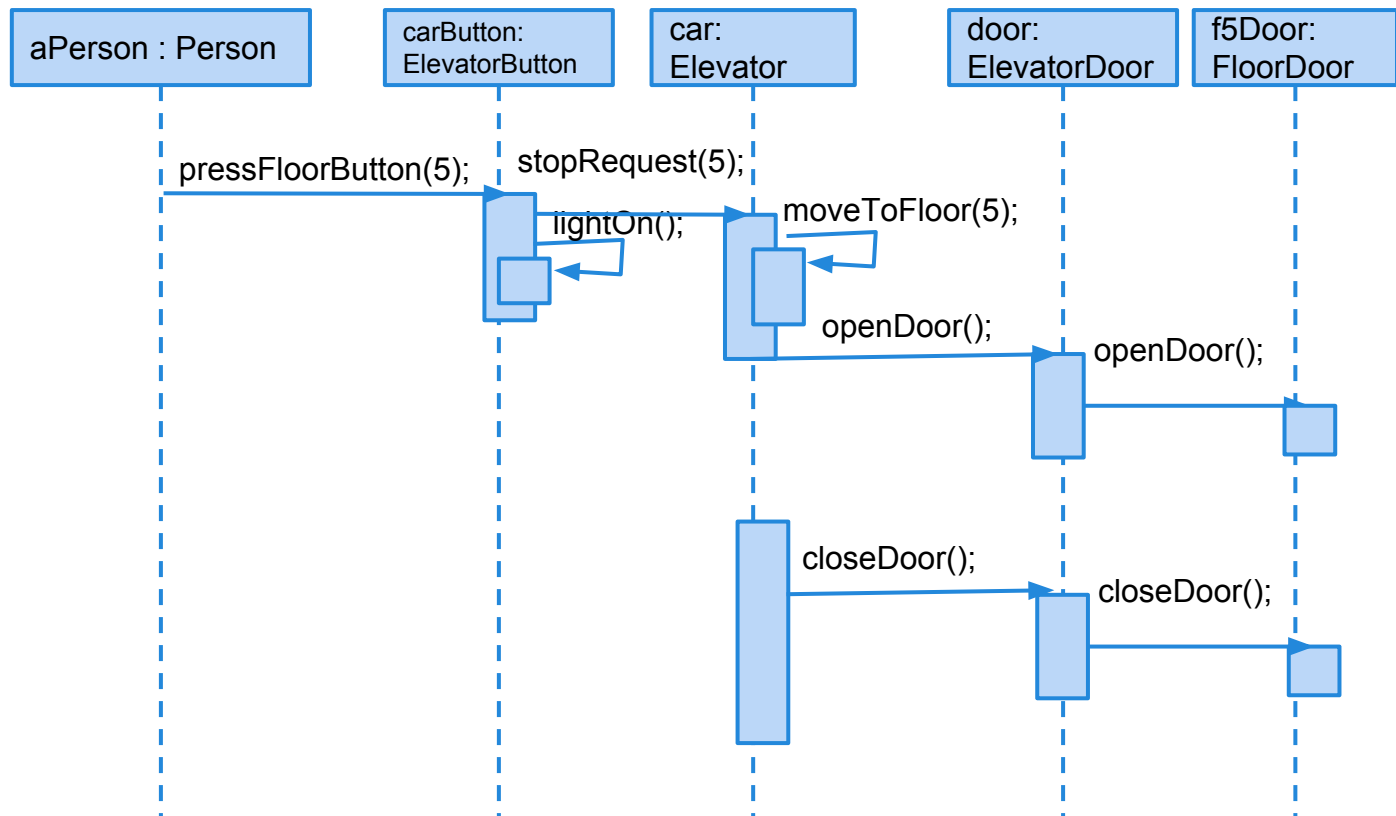 aPerson : Person
carButton:
ElevatorButton
car:
Elevator
door:
ElevatorDoor
f5Door:
FloorDoor
pressFloorButton(5);
stopRequest(5);
lightOn();
moveToFloor(5);
openDoor();
openDoor();
closeDoor();
closeDoor();